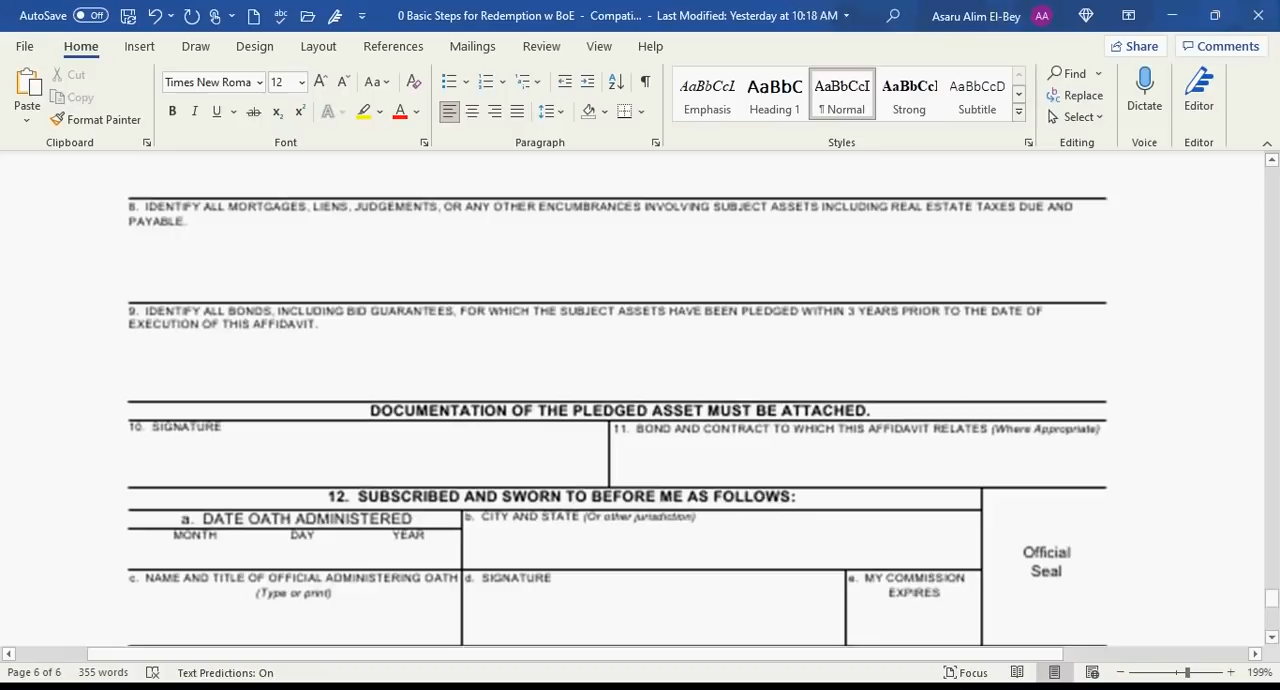 AutoSave Off 0 Basic Steps for Redemption w BoE - Compati... - Last Modified: Yesterday at 10:18 AM Asaru Alim El-Bey AA
File Home Insert Draw Design Layout References Mailings Review View Help Share Comments
Paste
Cut
Copy
Format Painter
Clipboard
Times New Roma 12
Font
Paragraph
AaBbCcL Emphasis
AaBbC Heading 1
AaBbCcI ¶ Normal
AaBbCcI Strong
AaBbCcD Subtitle
Styles
Find
Replace
Select
Editing
Dictate
Voice
Editor
Editor
8. IDENTIFY ALL MORTGAGES, LIENS, JUDGEMENTS, OR ANY OTHER ENCUMBRANCES INVOLVING SUBJECT ASSETS INCLUDING REAL ESTATE TAXES DUE AND
PAYABLE.
9. IDENTIFY ALL BONDS, INCLUDING BID GUARANTEES, FOR WHICH THE SUBJECT ASSETS HAVE BEEN PLEDGED WITHIN 3 YEARS PRIOR TO THE DATE OF
EXECUTION OF THIS AFFIDAVIT.
DOCUMENTATION OF THE PLEDGED ASSET MUST BE ATTACHED.
10. SIGNATURE
11. BOND AND CONTRACT TO WHICH THIS AFFIDAVIT RELATES (Where Appropriate)
12. SUBSCRIBED AND SWORN TO BEFORE ME AS FOLLOWS:
a. DATE OATH ADMINISTERED
MONTH DAY YEAR
b. CITY AND STATE (Or other jurisdiction)
Official
Seal
c. NAME AND TITLE OF OFFICIAL ADMINISTERING OATH
(Type or print)
d. SIGNATURE
e. MY COMMISSION
EXPIRES
Page 6 of 6 355 words Text Predictions: On Focus 199%